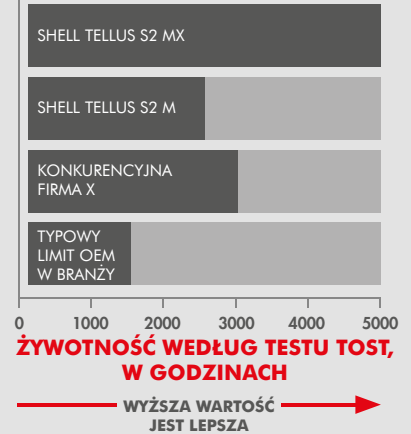 SHELL TELLUS S2 MX
SHELL TELLUS S2 M
KONKURENCYJNA
FIRMA X
TYPOWY
LIMIT OEM
W BRANŻY
0 1000 2000 3000 4000 5000
ŻYWOTNOŚĆ WEDŁUG TESTU TOST,
W GODZINACH
WYŻSZA WARTOŚĆ
JEST LEPSZA